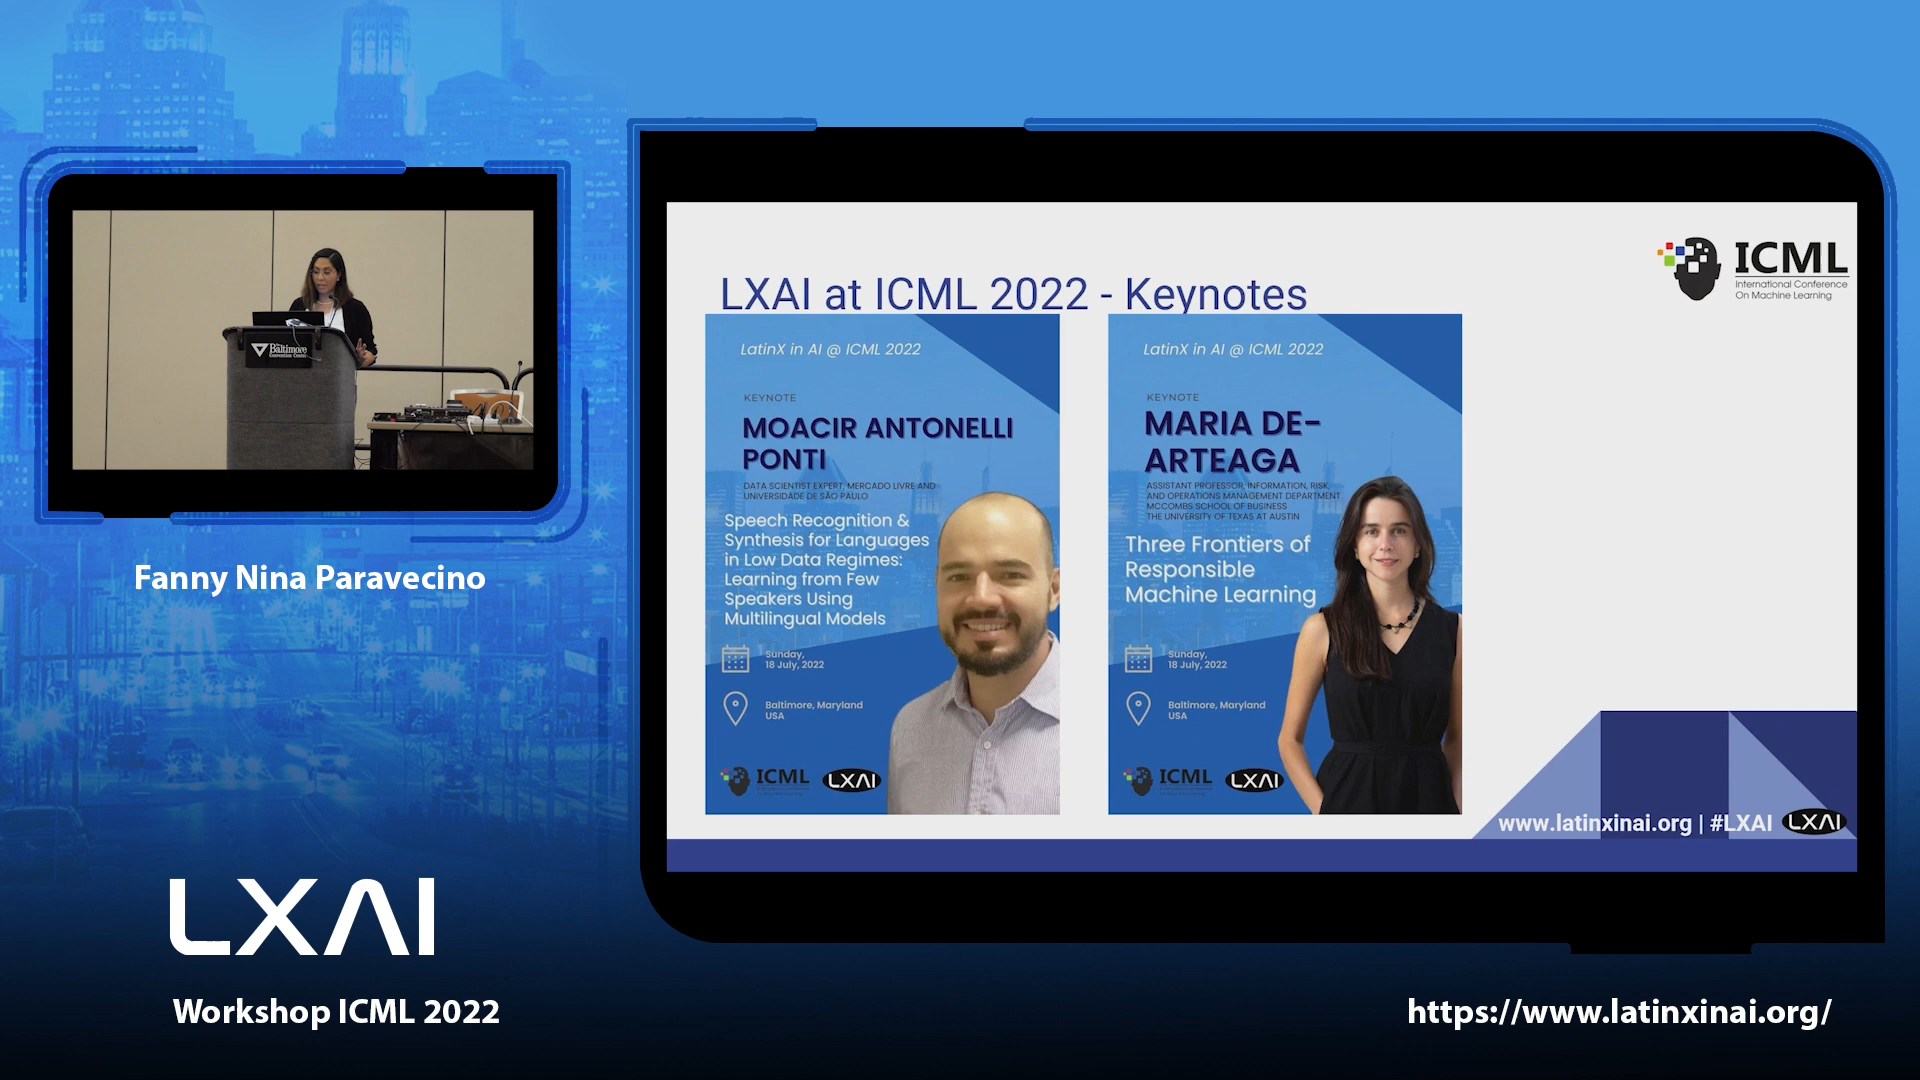 Baltimore
Convention Center
Fanny Nina Paravecino
LXAI
Workshop ICML 2022
ICML
International Conference
On Machine Learning
LXAI at ICML 2022 - Keynotes
LatinX in AI @ ICML 2022
KEYNOTE
MOACIR ANTONELLI
PONTI
DATA SCIENTIST EXPERT, MERCADO LIVRE AND
UNIVERSIDADE DE SÃO PAULO
Speech Recognition &
Synthesis for Languages
in Low Data Regimes:
Learning from Few
Speakers Using
Multilingual Models
Sunday,
18 July, 2022
Baltimore, Maryland
USA
ICML
LXAI
LatinX in AI @ ICML 2022
KEYNOTE
MARIA DE-
ARTEAGA
ASSISTANT PROFESSOR, INFORMATION, RISK,
AND OPERATIONS MANAGEMENT DEPARTMENT
MCCOMBS SCHOOL OF BUSINESS
THE UNIVERSITY OF TEXAS AT AUSTIN
Three Frontiers of
Responsible
Machine Learning
Sunday,
18 July, 2022
Baltimore, Maryland
USA
ICML
LXAI
www.latinxinai.org | #LXAI LXAI
https://www.latinxinai.org/